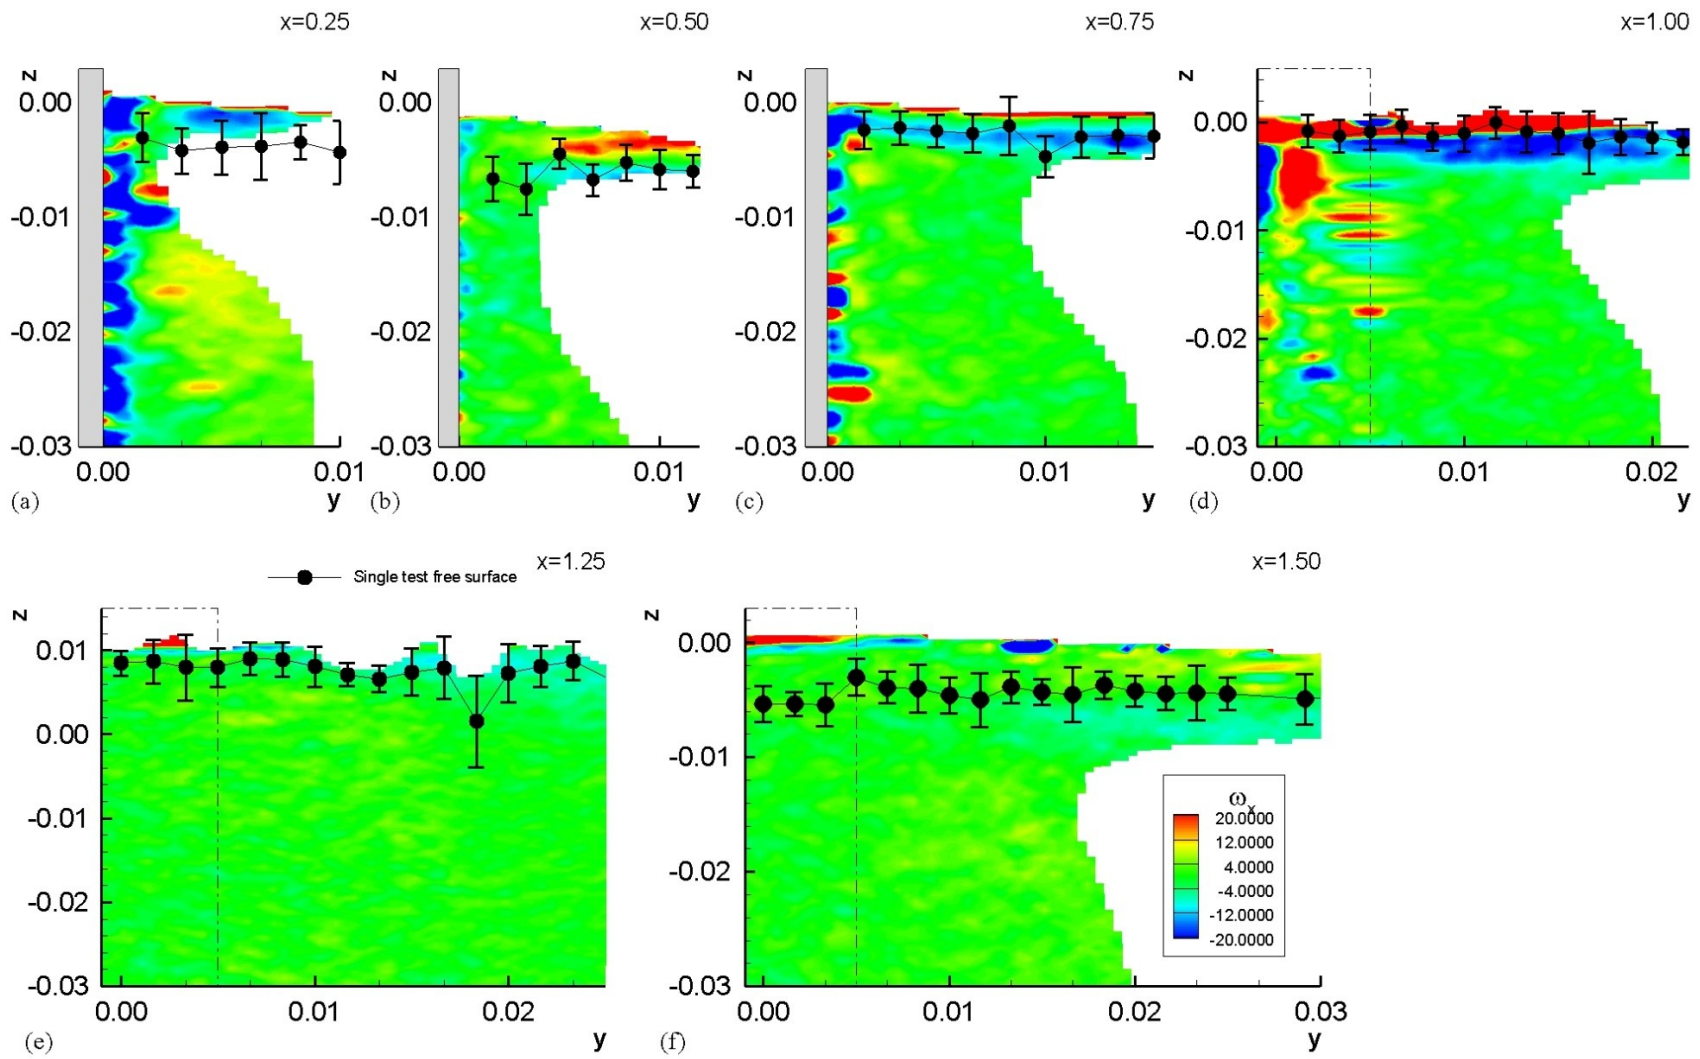 x=0.25
x=0.50
x=0.75
x=1.00
z
0.00
-0.01
-0.02
-0.03
0.00
0.01
y
(a)
z
0.00
-0.01
-0.02
-0.03
0.00
0.01
y
(b)
z
0.00
-0.01
-0.02
-0.03
0.00
0.01
y
(c)
z
0.00
-0.01
-0.02
-0.03
0.00
0.01
0.02
y
(d)
x=1.25
Single test free surface
z
0.01
0.00
-0.01
-0.02
-0.03
0.00
0.01
0.02
y
(e)
x=1.50
z
0.00
-0.01
-0.02
-0.03
0.00
0.01
0.02
0.03
y
(f)
ωx
20.0000
12.0000
4.0000
-4.0000
-12.0000
-20.0000